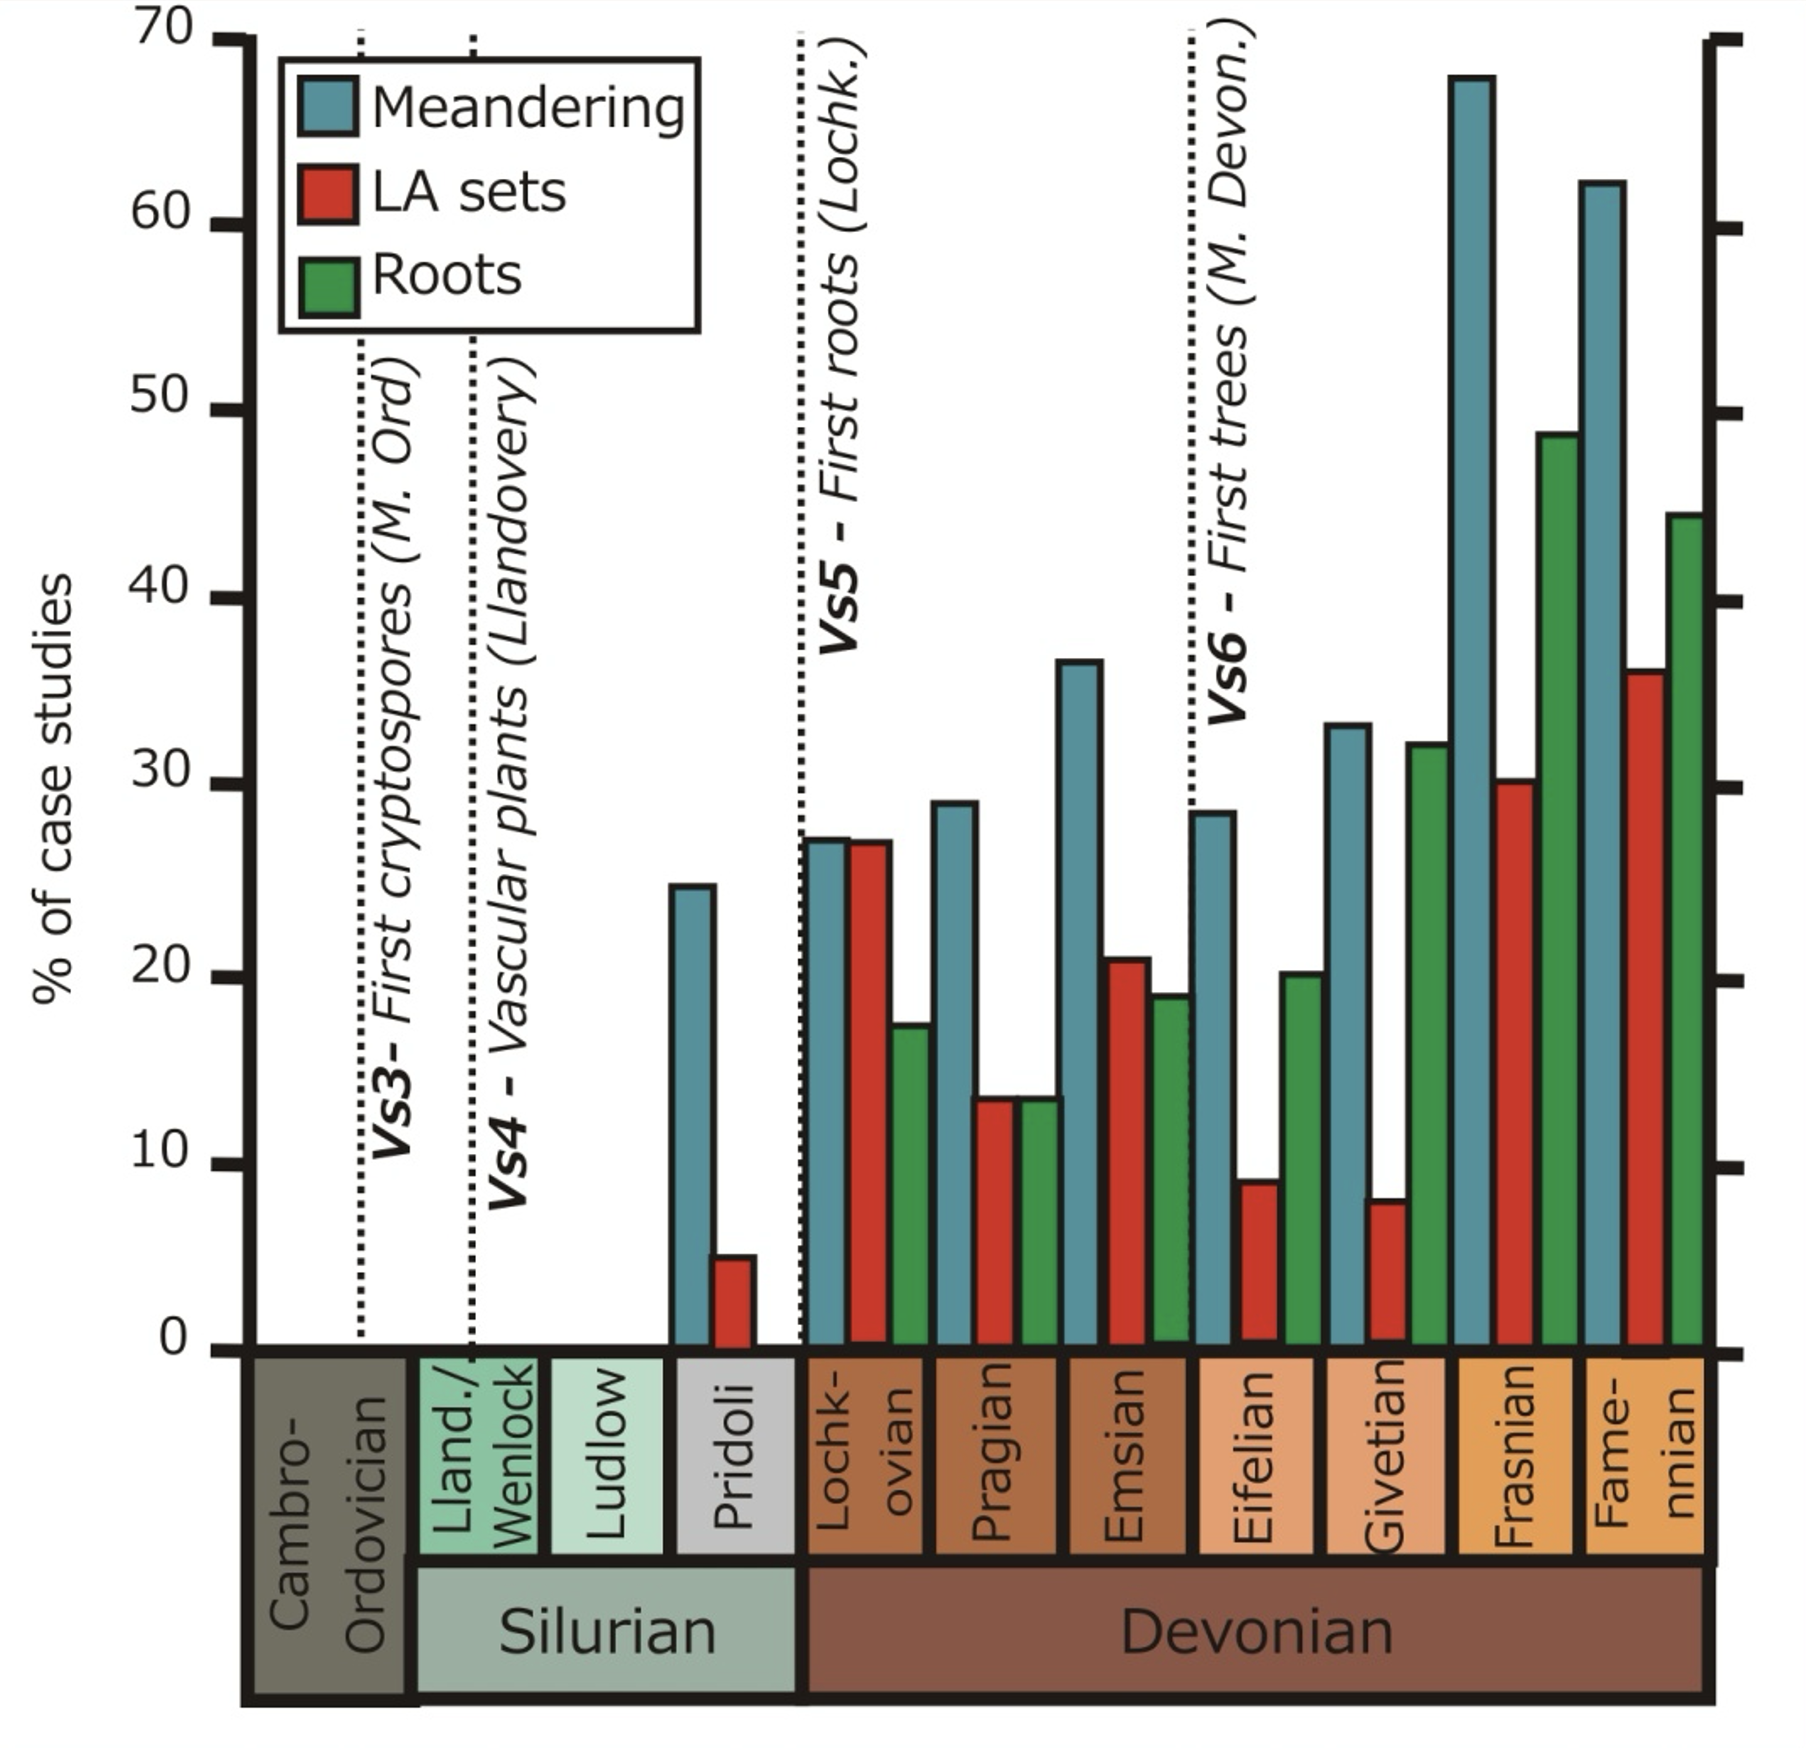 70
60
50
40
30
20
10
0
% of case studies
Meandering
LA sets
Roots
Vs3- First cryptospores (M. Ord)
Vs4 - Vascular plants (Llandovery)
Vs5 - First roots (Lochk.)
Vs6 - First trees (M. Devon.)
Cambro-
Ordovician
Lland./
Wenlock
Ludlow
Pridoli
Lochk-
ovian
Pragian
Emsian
Eifelian
Givetian
Frasnian
Fame-
nnian
Silurian
Devonian